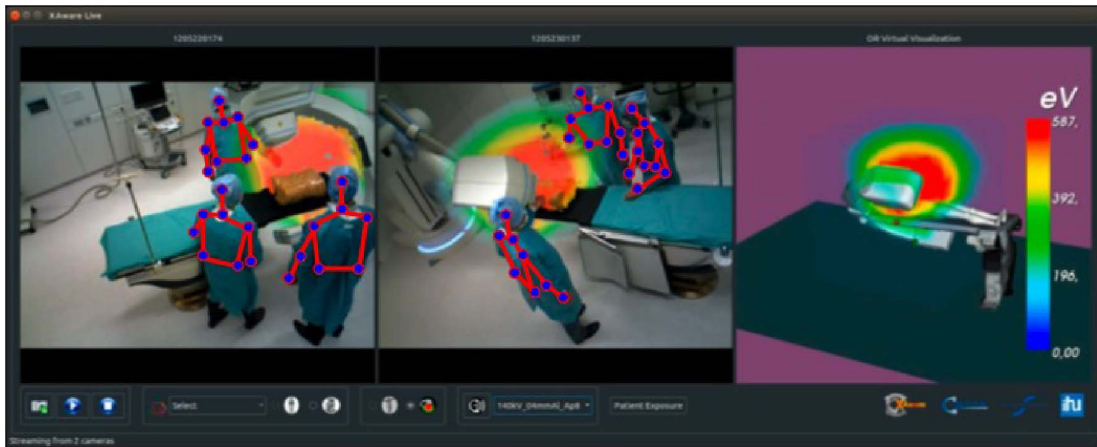 XAware Live
1205220174
1205230137
OR Virtual Visualization
eV
587,
392,
196,
0,00
Select
140kV_04mmAl_Ap8
Patient Exposure
ihu
Streaming from 2 cameras